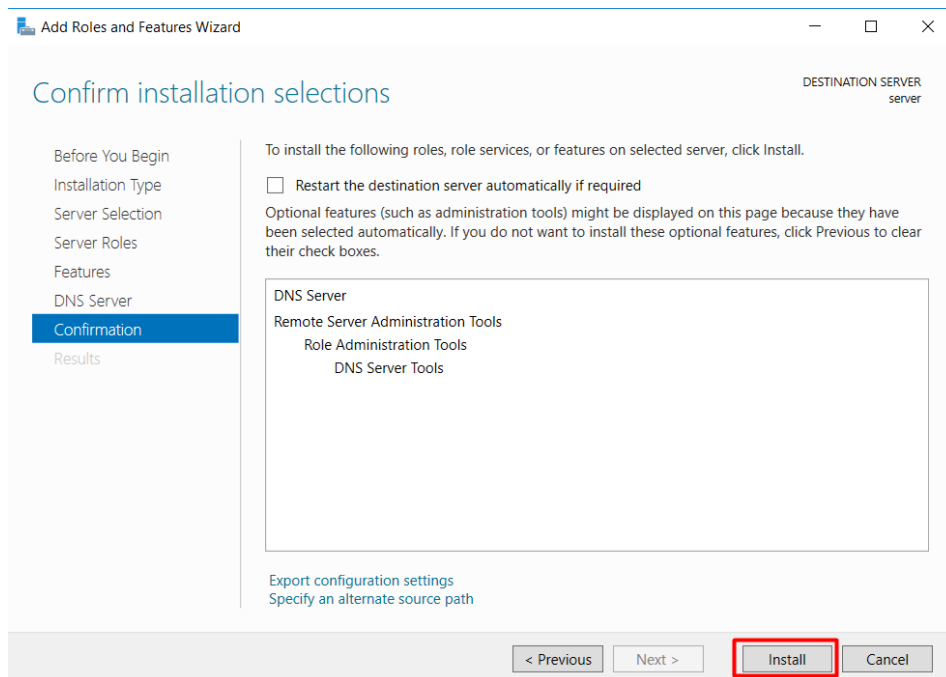 Add Roles and Features Wizard
Confirm installation selections
DESTINATION SERVER
server
Before You Begin
Installation Type
Server Selection
Server Roles
Features
DNS Server
Confirmation
Results
To install the following roles, role services, or features on selected server, click Install.
Restart the destination server automatically if required
Optional features (such as administration tools) might be displayed on this page because they have
been selected automatically. If you do not want to install these optional features, click Previous to clear
their check boxes.
DNS Server
Remote Server Administration Tools
Role Administration Tools
DNS Server Tools
Export configuration settings
Specify an alternate source path
< Previous
Next >
Install
Cancel